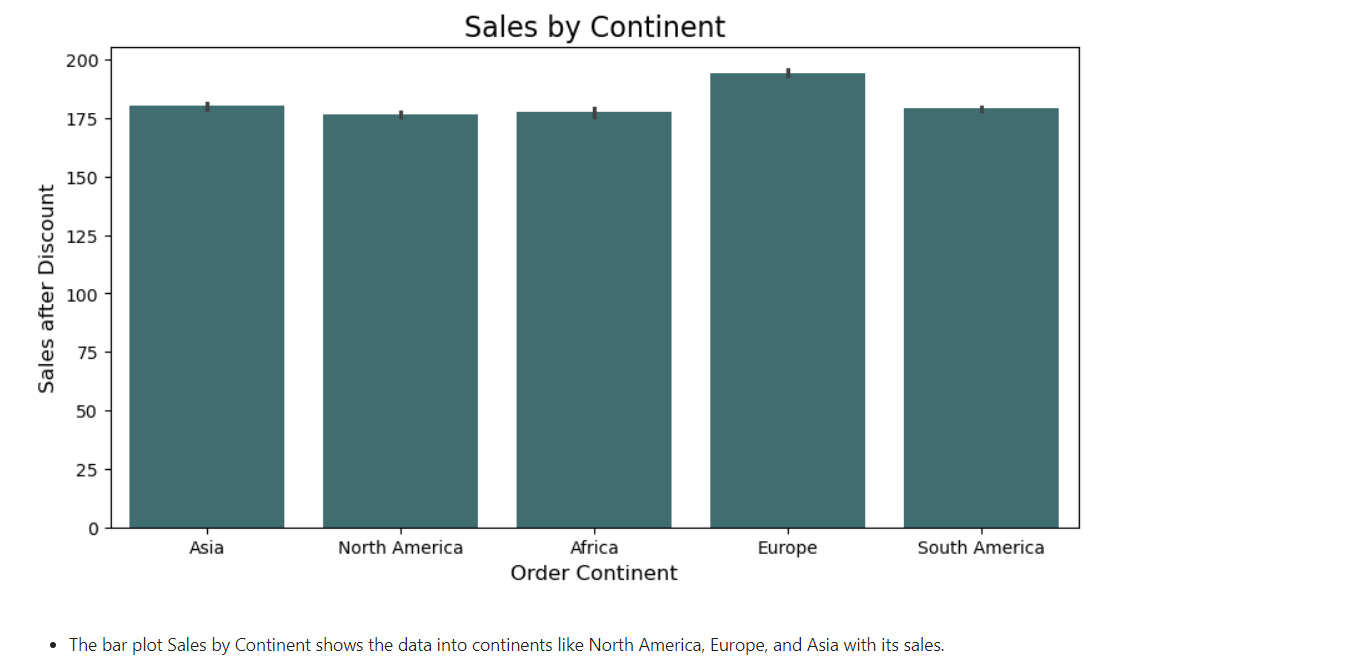 Sales by Continent
Sales after Discount
200
175
150
125
100
75
50
25
0
Asia North America Africa Europe South America
Order Continent
• The bar plot Sales by Continent shows the data into continents like North America, Europe, and Asia with its sales.